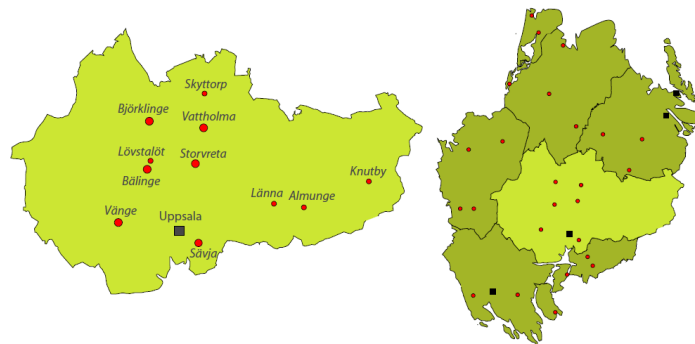 Skyttorp
Björklinge
Vattholma
Lövstalöt
Storvreta
Bälinge
Knutby
Länna
Almunge
Vänge
Uppsala
Sävja